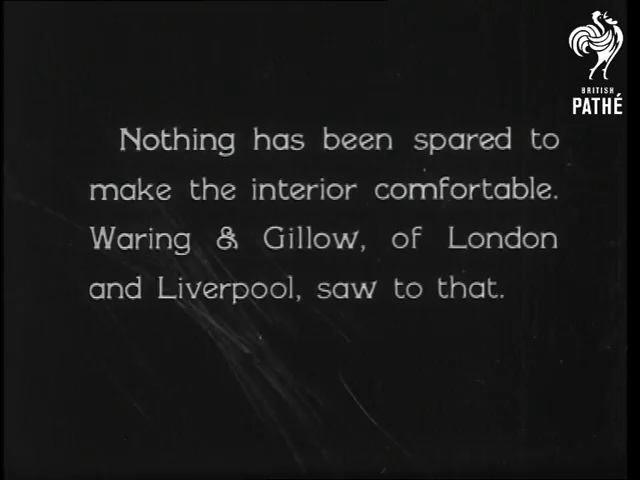 BRITISH
PATHÉ
Nothing has been spared to
make the interior comfortable.
Waring & Gillow, of London
and Liverpool, saw to that.